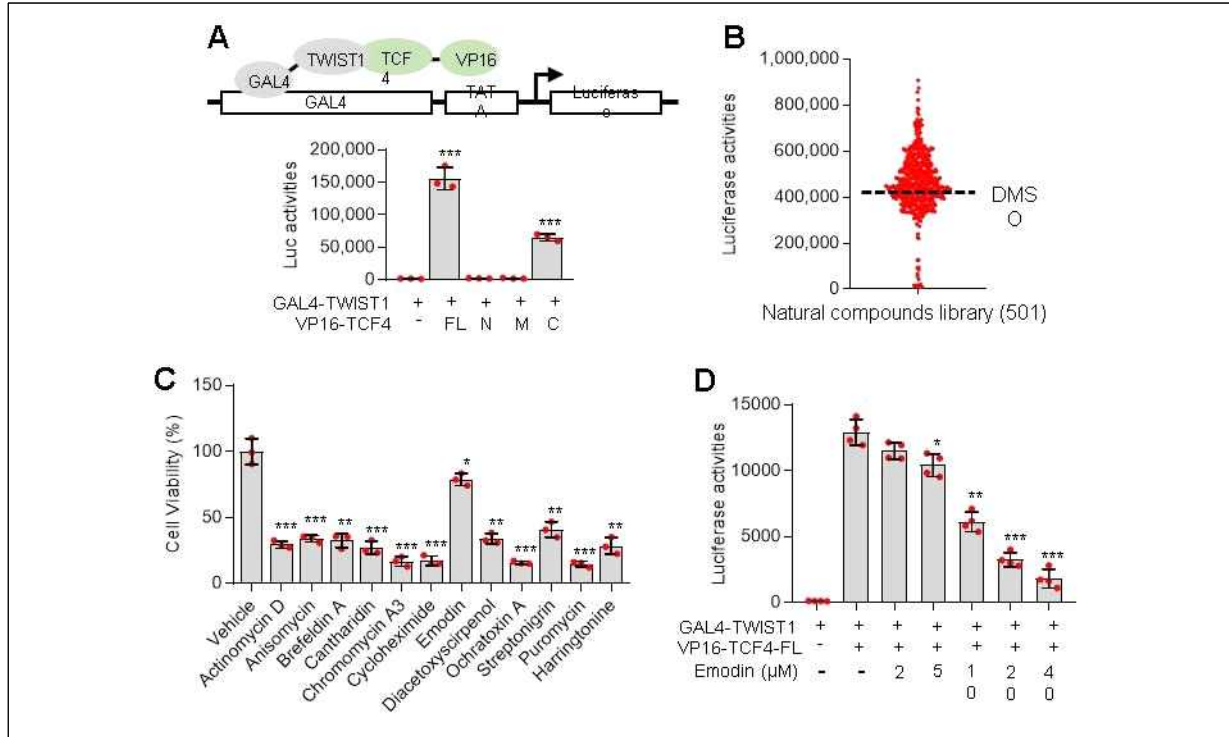 A
TWIST1 TCF
4 VP16
GAL4
GAL4 TAT
A Luciferas
e
200,000
150,000
100,000
50,000
0
Luc activities
***
***
GAL4-TWIST1 + + + + +
VP16-TCF4 - FL N M C
B
1,000,000
800,000
600,000
400,000
200,000
0
Luciferase activities
DMS
O
Natural compounds library (501)
C
150
100
50
0
Cell Viability (%)
*** *** ** *** *** *** * ** *** ** *** **
Vehicle
Actinomycin D
Anisomycin
Brefeldin A
Cantharidin
Chromomycin A3
Cycloheximide
Emodin
Diacetoxyscirpenol
Ochratoxin A
Streptonigrin
Puromycin
Harringtonine
D
15000
10000
5000
0
Luciferase activities
* ** *** ***
GAL4-TWIST1 + + + + + + +
VP16-TCF4-FL - + + + + + +
Emodin (µM) - - 2 5 1 2 4
0 0 0